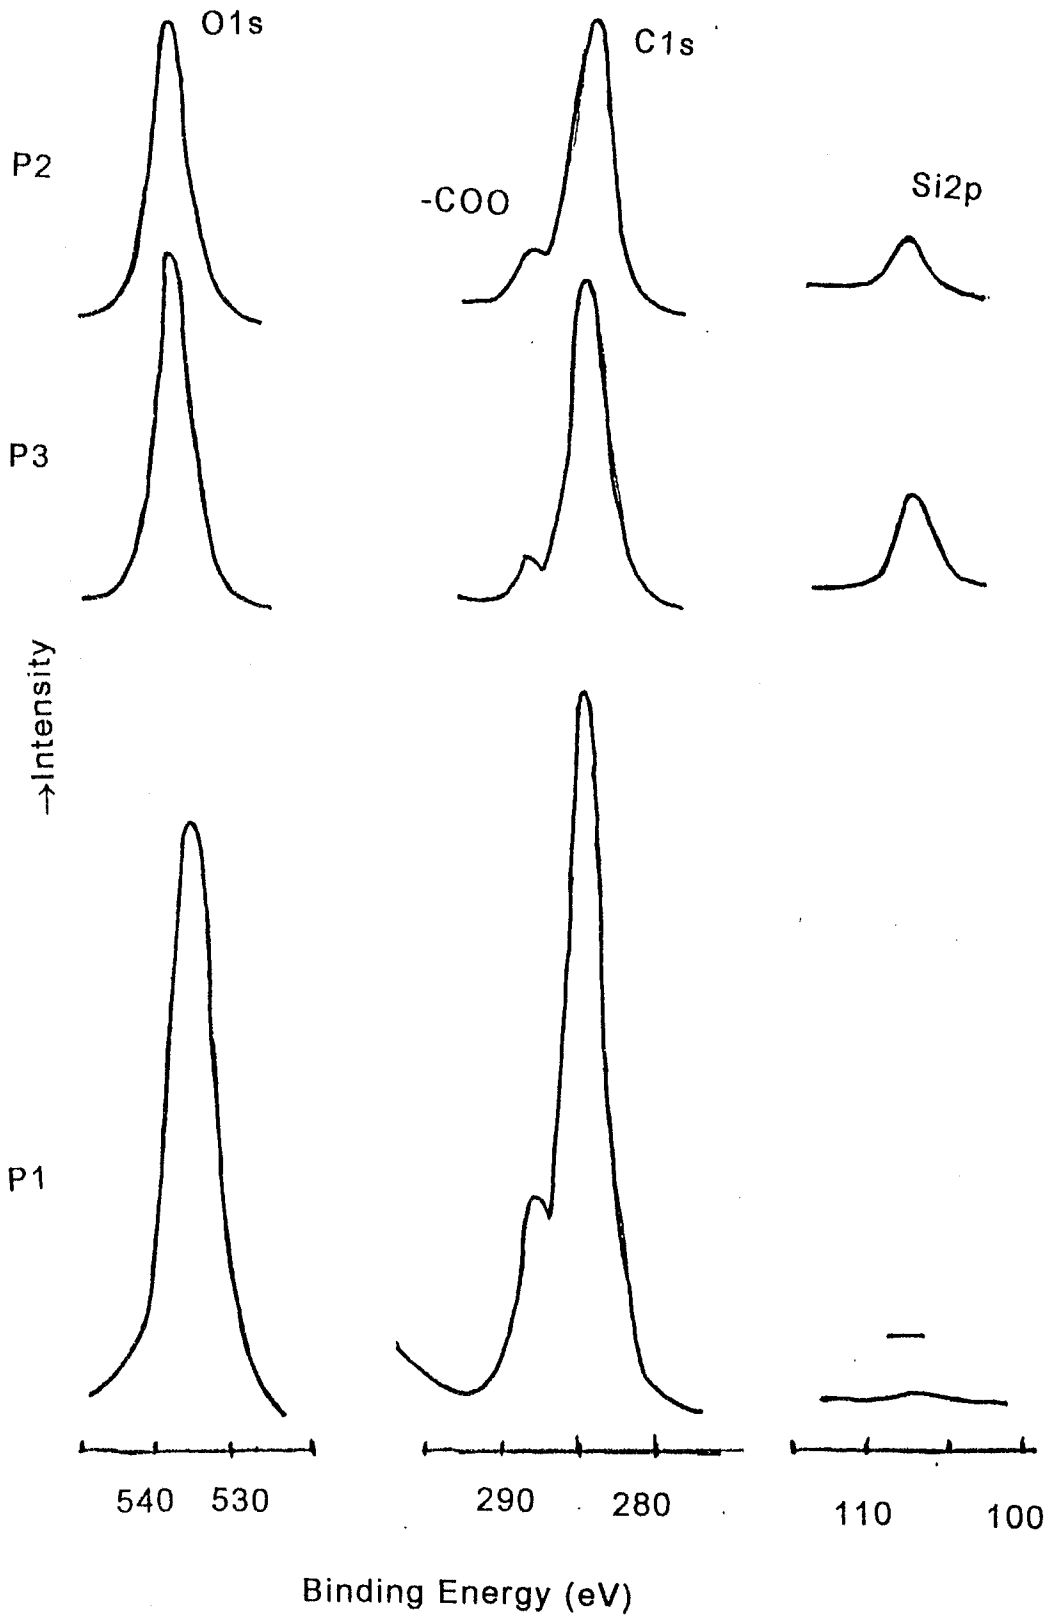 O1s
C1s
P2
-COO
Si2p
P3
→Intensity
P1
540 530
290 280
110 100
Binding Energy (eV)